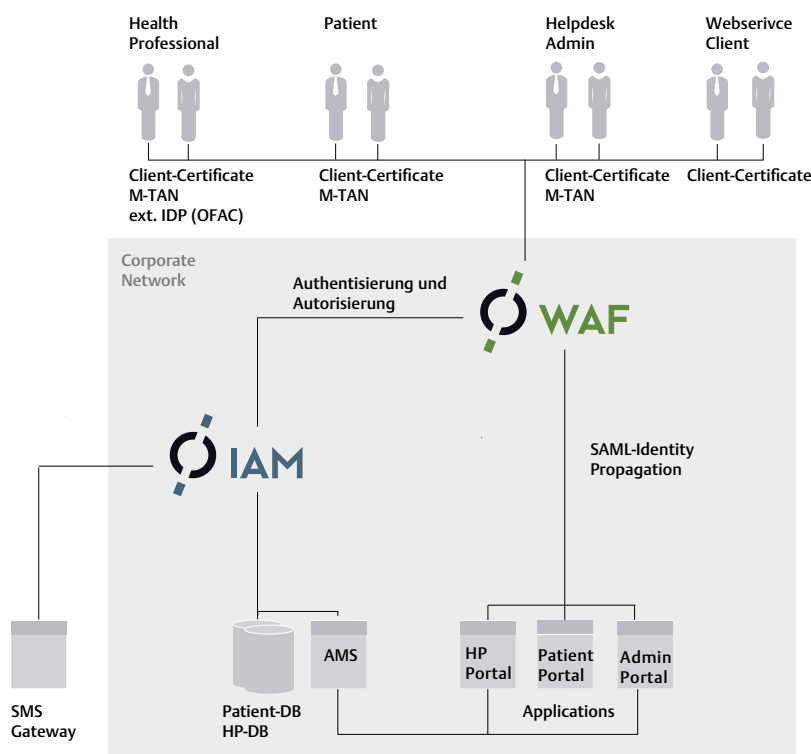 Health
Professional
Patient
Helpdesk
Admin
Webserivce
Client
Client-Certificate
M-TAN
ext. IDP (OFAC)
Client-Certificate
M-TAN
Client-Certificate
M-TAN
Client-Certificate
Corporate
Network
Authentisierung und
Autorisierung
WAF
IAM
SAML-Identity
Propagation
SMS
Gateway
Patient-DB
HP-DB
AMS
HP
Portal
Patient
Portal
Admin
Portal
Applications